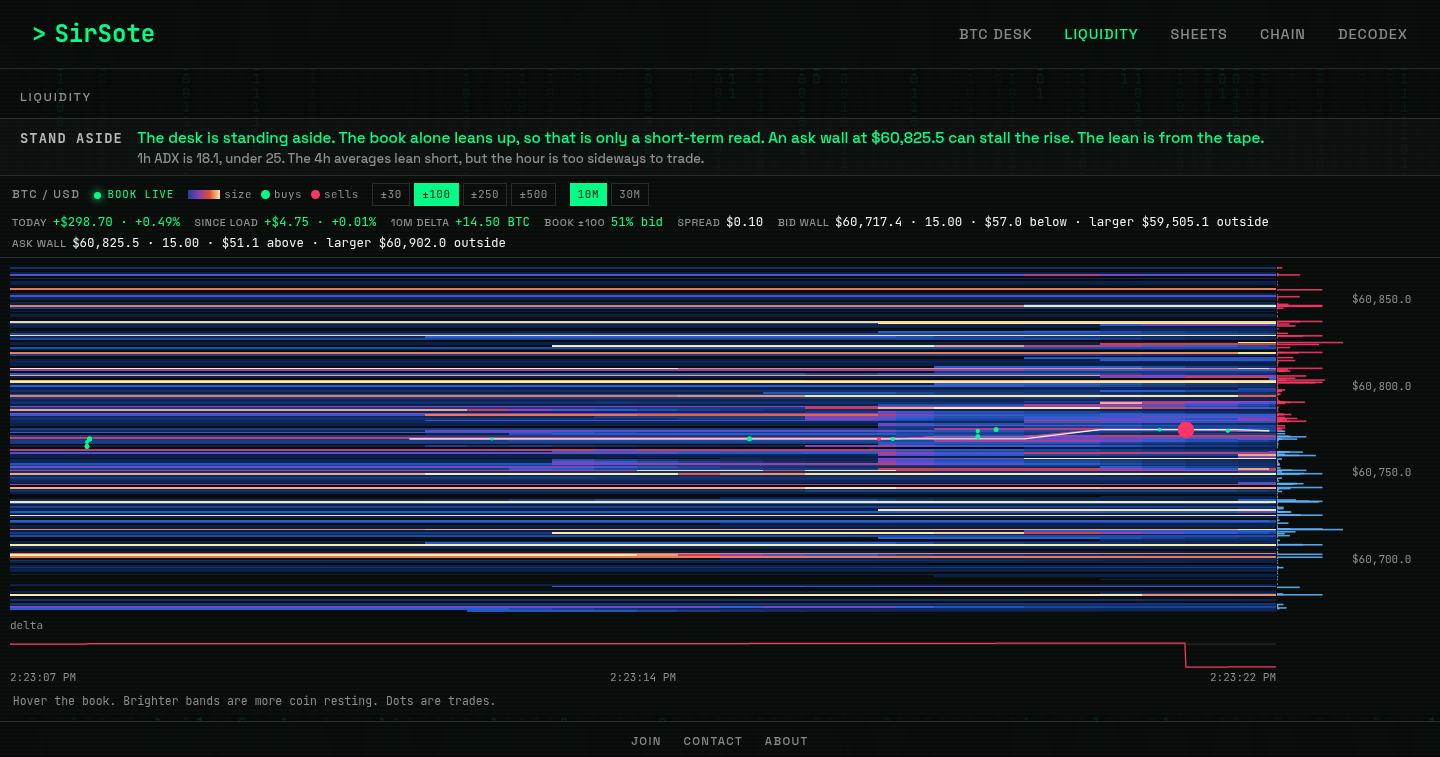 > SirSote
BTC DESK LIQUIDITY SHEETS CHAIN DECODEX
LIQUIDITY
STAND ASIDE The desk is standing aside. The book alone leans up, so that is only a short-term read. An ask wall at $60,825.5 can stall the rise. The lean is from the tape.
1h ADX is 18.1, under 25. The 4h averages lean short, but the hour is too sideways to trade.
BTC / USD BOOK LIVE size buys sells ±30 ±100 ±250 ±500 10M 30M
TODAY +$298.70 · +0.49% SINCE LOAD +$4.75 · +0.01% 10M DELTA +14.50 BTC BOOK ±100 51% bid SPREAD $0.10 BID WALL $60,717.4 · 15.00 · $57.0 below · larger $59,505.1 outside
ASK WALL $60,825.5 · 15.00 · $51.1 above · larger $60,902.0 outside
$60,850.0
$60,800.0
$60,750.0
$60,700.0
delta
2:23:07 PM 2:23:14 PM 2:23:22 PM
Hover the book. Brighter bands are more coin resting. Dots are trades.
JOIN CONTACT ABOUT